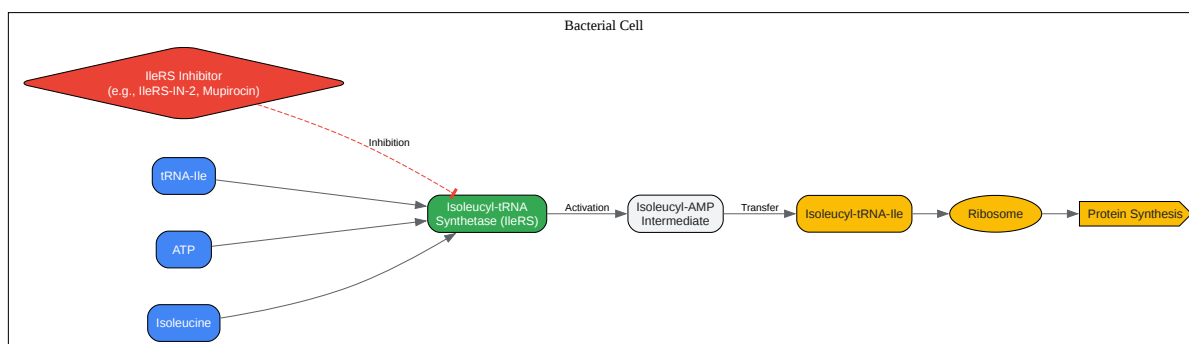 Bacterial Cell
IleRS Inhibitor
(e.g., IleRS-IN-2, Mupirocin)
Inhibition
tRNA-Ile
ATP
Isoleucine
Isoleucyl-tRNA
Synthetase (IleRS)
Activation
Isoleucyl-AMP
Intermediate
Transfer
Isoleucyl-tRNA-Ile
Ribosome
Protein Synthesis